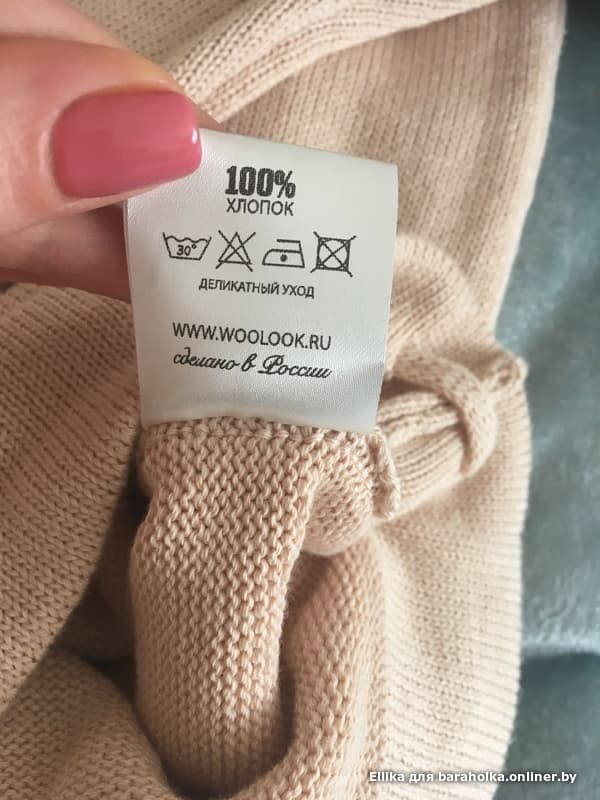 100%
ХЛОПОК
30°
ДЕЛИКАТНЫЙ УХОД
WWW.WOOLOOK.RU
сделано в России
Ellika для baraholka.onliner.by